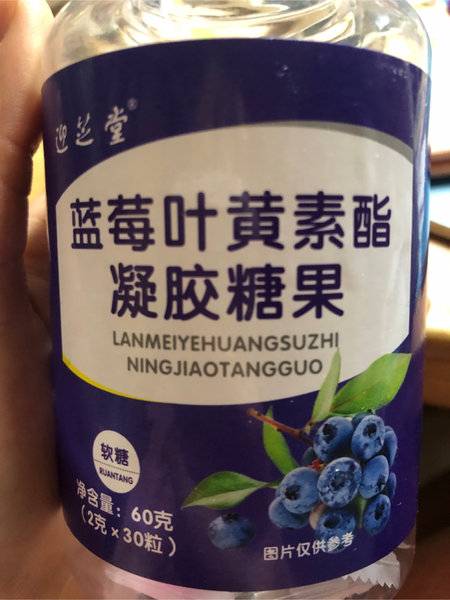 迎芝堂®
蓝莓叶黄素酯
凝胶糖果
LANMEIYEHUANGSUZHI
NINGJIAOTANGGUO
软糖
RUANTANG
净含量：60克
（2克×30粒）
图片仅供参考